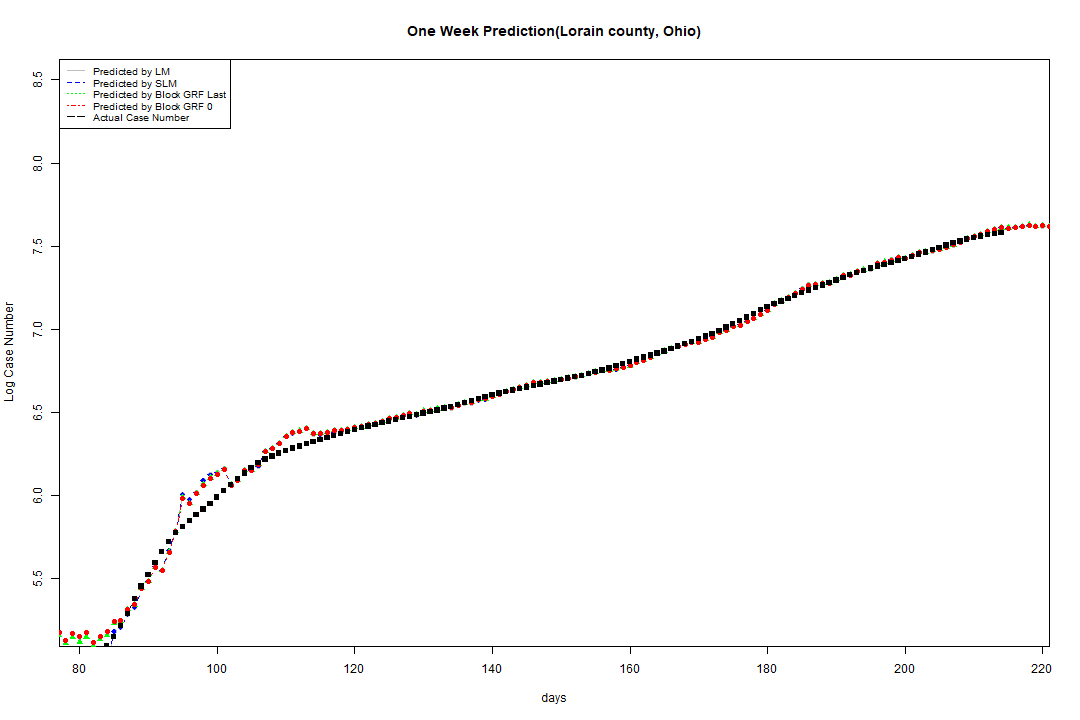 One Week Prediction(Lorain county, Ohio)
Predicted by LM
Predicted by SLM
Predicted by Block GRF Last
Predicted by Block GRF 0
Actual Case Number
8.5
8.0
7.5
7.0
6.5
6.0
5.5
Log Case Number
80 100 120 140 160 180 200 220
days